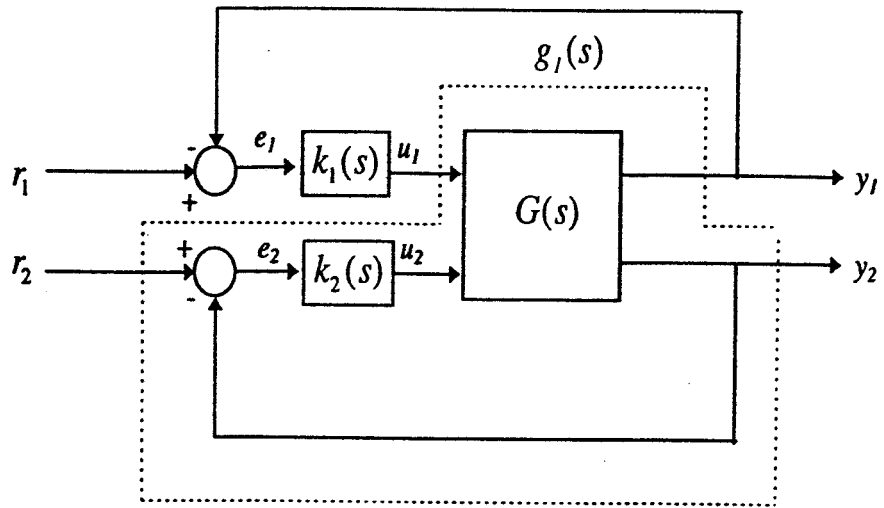 g₁(s)
-
e₁
k₁(s)
u₁
r₁
+
y₁
G(s)
+
e₂
k₂(s)
u₂
r₂
-
y₂